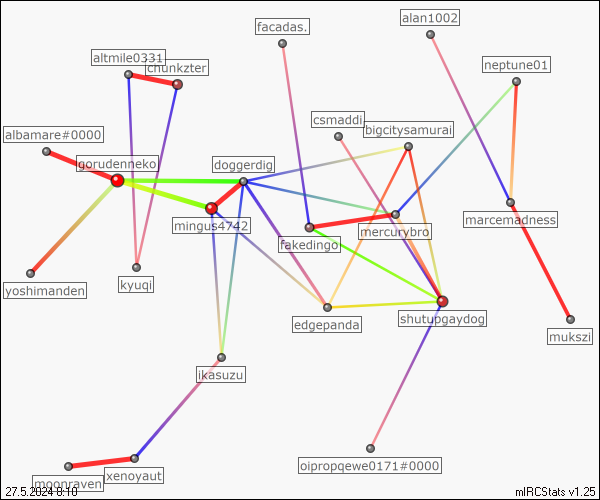 alan1002
facadas.
altmile0331
chunkzter
neptune01
csmaddi
bigcitysamurai
albamare#0000
gorudenneko
doggerdig
mingus4742
fakedingo
mercurybro
marcemadness
yoshimanden
kyuqi
edgepanda
shutupgaydog
mukszi
ikasuzu
oipropqewe0171#0000
xenoyaut
moonraven
27.5.2024 8:10
mIRCStats v1.25